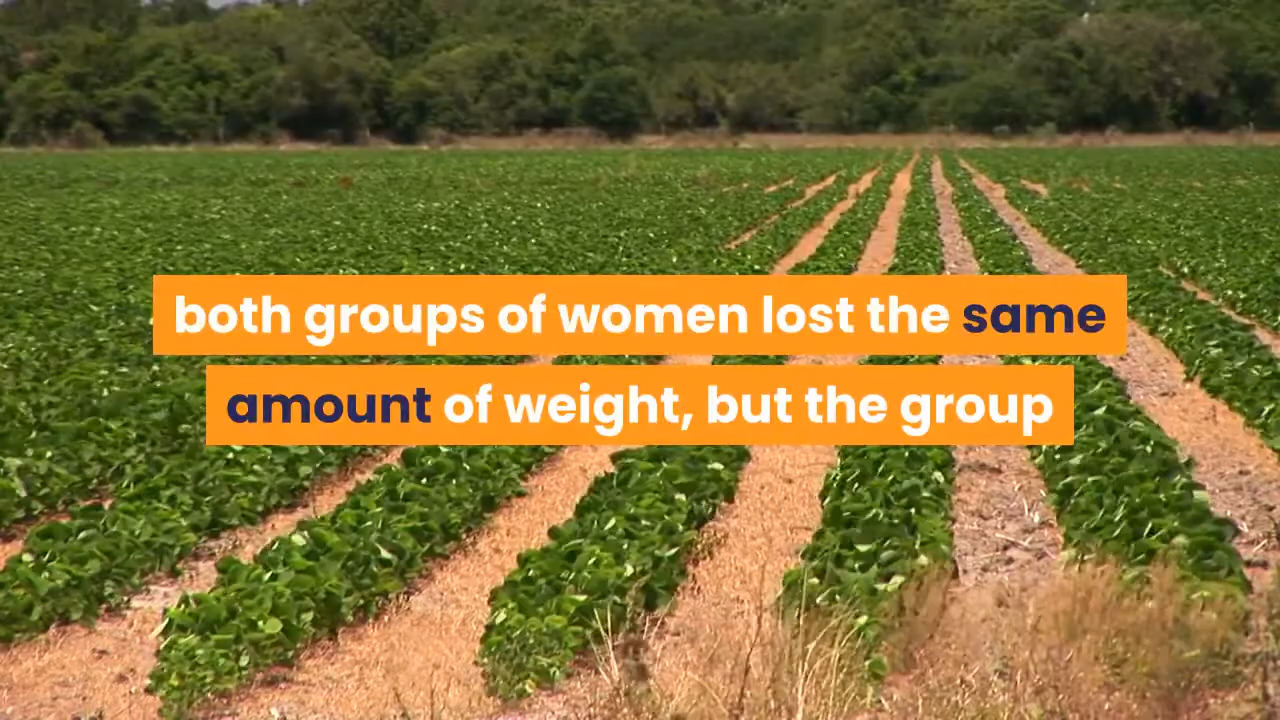 both groups of women lost the same
amount of weight, but the group